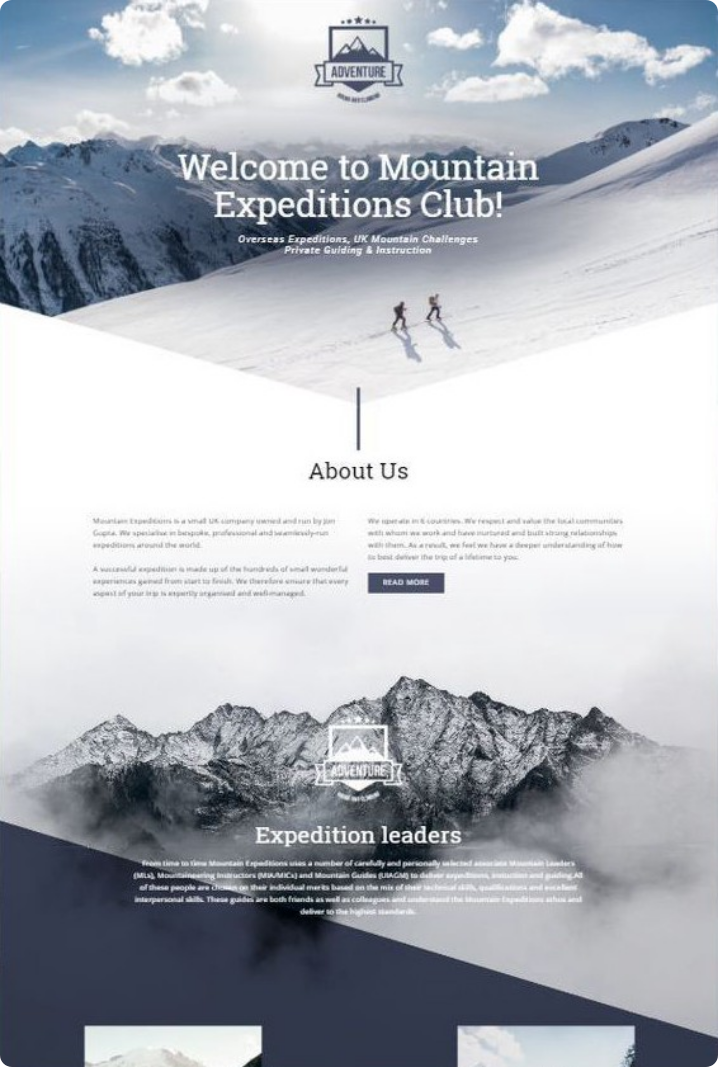 ADVENTURE
Welcome to Mountain
Expeditions Club!
Overseas Expeditions, UK Mountain Challenges
Private Guiding & Instruction
About Us
Mountain Expeditions is a small UK company owned and run by Jon
Gupta. We specialise in bespoke, professional and seamlessly-run
expeditions around the world.
A successful expedition is made up of the hundreds of small wonderful
experiences gained from start to finish. We therefore ensure that every
aspect of your trip is expertly organised and well-managed.
We operate in 6 countries. We respect and value the local communities
with whom we work and have nurtured and built strong relationships
with them. As a result, we feel we have a deeper understanding of how
to best deliver the trip of a lifetime to you.
READ MORE
ADVENTURE
Expedition leaders
From time to time Mountain Expeditions uses a number of carefully and personally selected associate Mountain Leaders
(MLs), Mountaineering Instructors (MIA/MICs) and Mountain Guides (UIAGM) to deliver expeditions, instruction and guiding.All
of these people are chosen on their individual merits based on the mix of their technical skills, qualifications and excellent
interpersonal skills. These guides are both friends as well as colleagues and understand the Mountain Expeditions ethos and
deliver to the highest standards.